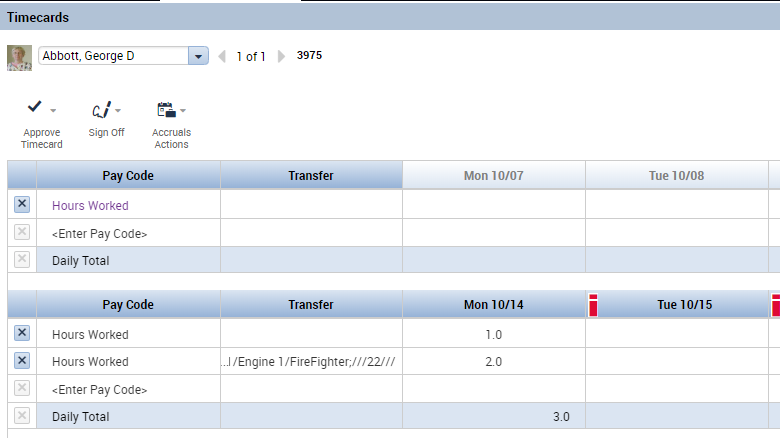 Timecards
Abbott, George D
1 of 1
3975
Approve Timecard
Sign Off
Accruals Actions
Pay Code Transfer Mon 10/07 Tue 10/08
Hours Worked
<Enter Pay Code>
Daily Total
Pay Code Transfer Mon 10/14 Tue 10/15
Hours Worked 1.0
Hours Worked ...l/Engine 1/FireFighter;///22/// 2.0
<Enter Pay Code>
Daily Total 3.0